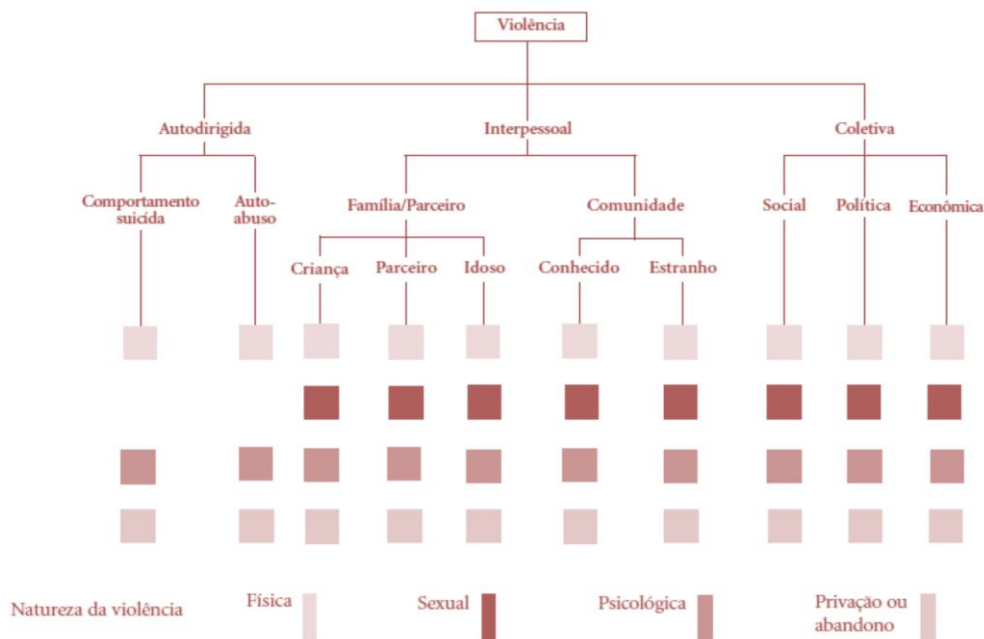 Violência
Autodirigida
Interpessoal
Coletiva
Comportamento
suicída
Auto-
abuso
Família/Parceiro
Comunidade
Social
Política
Econômica
Criança
Parceiro
Idoso
Conhecido
Estranho
Natureza da violência
Física
Sexual
Psicológica
Privação ou
abandono